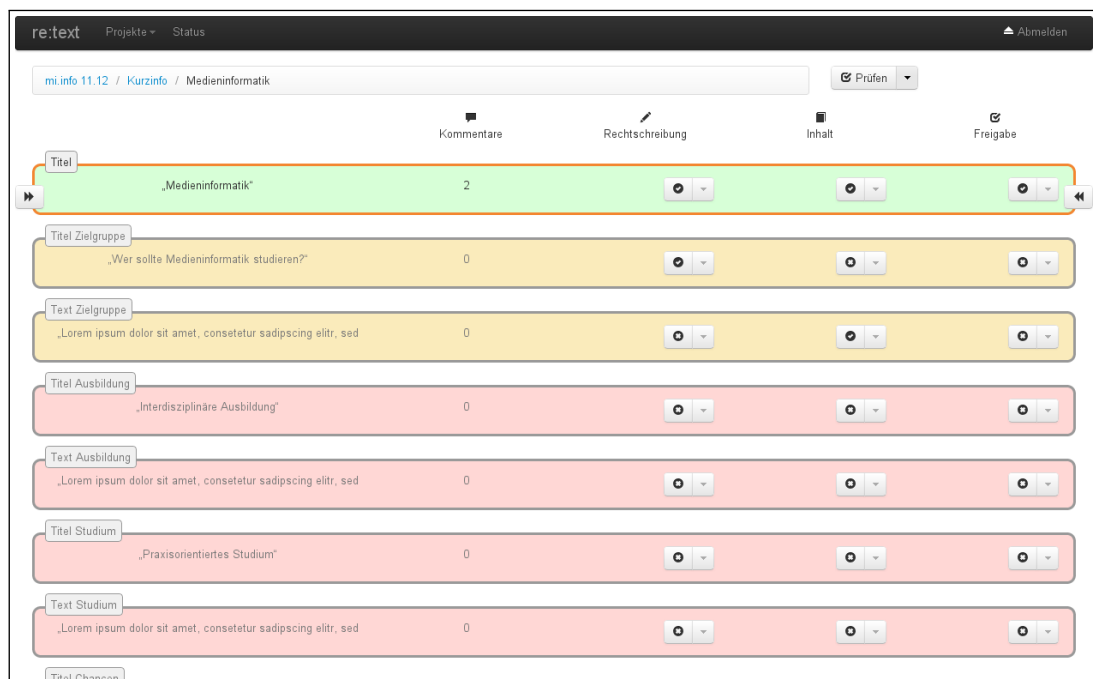 re:text Projekte Status Abmelden
mi.info 11.12 / Kurzinfo / Medieninformatik Prüfen
Kommentare Rechtschreibung Inhalt Freigabe
Titel
„Medieninformatik“ 2
Titel Zielgruppe
„Wer sollte Medieninformatik studieren?“ 0
Text Zielgruppe
„Lorem ipsum dolor sit amet, consetetur sadipscing elitr, sed 0
Titel Ausbildung
„Interdisziplinäre Ausbildung“ 0
Text Ausbildung
„Lorem ipsum dolor sit amet, consetetur sadipscing elitr, sed 0
Titel Studium
„Praxisorientiertes Studium“ 0
Text Studium
„Lorem ipsum dolor sit amet, consetetur sadipscing elitr, sed 0
Titel Chancen